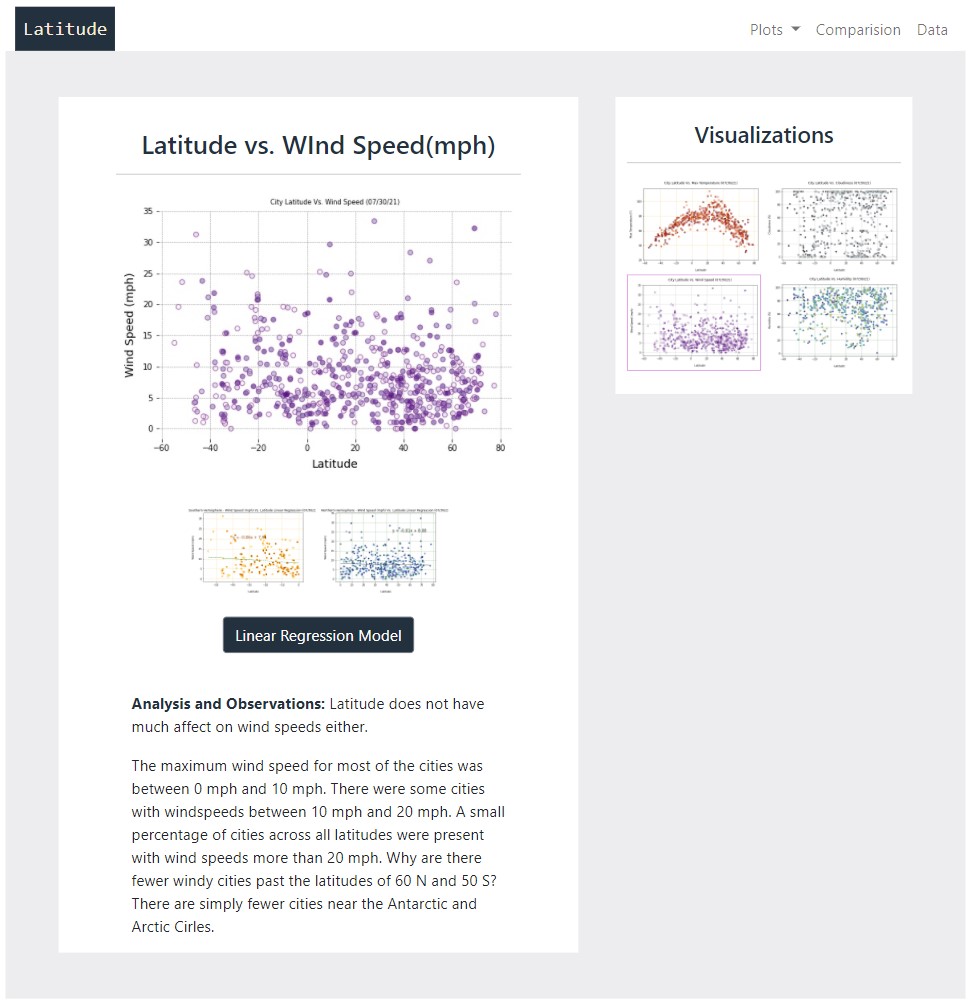 Latitude
Plots Comparision Data
Latitude vs. WInd Speed(mph)
City Latitude Vs. Wind Speed (07/30/21)
35
30
25
20
15
10
5
0
Wind Speed (mph)
−60 −40 −20 0 20 40 60 80
Latitude
Linear Regression Model
Analysis and Observations: Latitude does not have
much affect on wind speeds either.
The maximum wind speed for most of the cities was
between 0 mph and 10 mph. There were some cities
with windspeeds between 10 mph and 20 mph. A small
percentage of cities across all latitudes were present
with wind speeds more than 20 mph. Why are there
fewer windy cities past the latitudes of 60 N and 50 S?
There are simply fewer cities near the Antarctic and
Arctic Cirles.
Visualizations